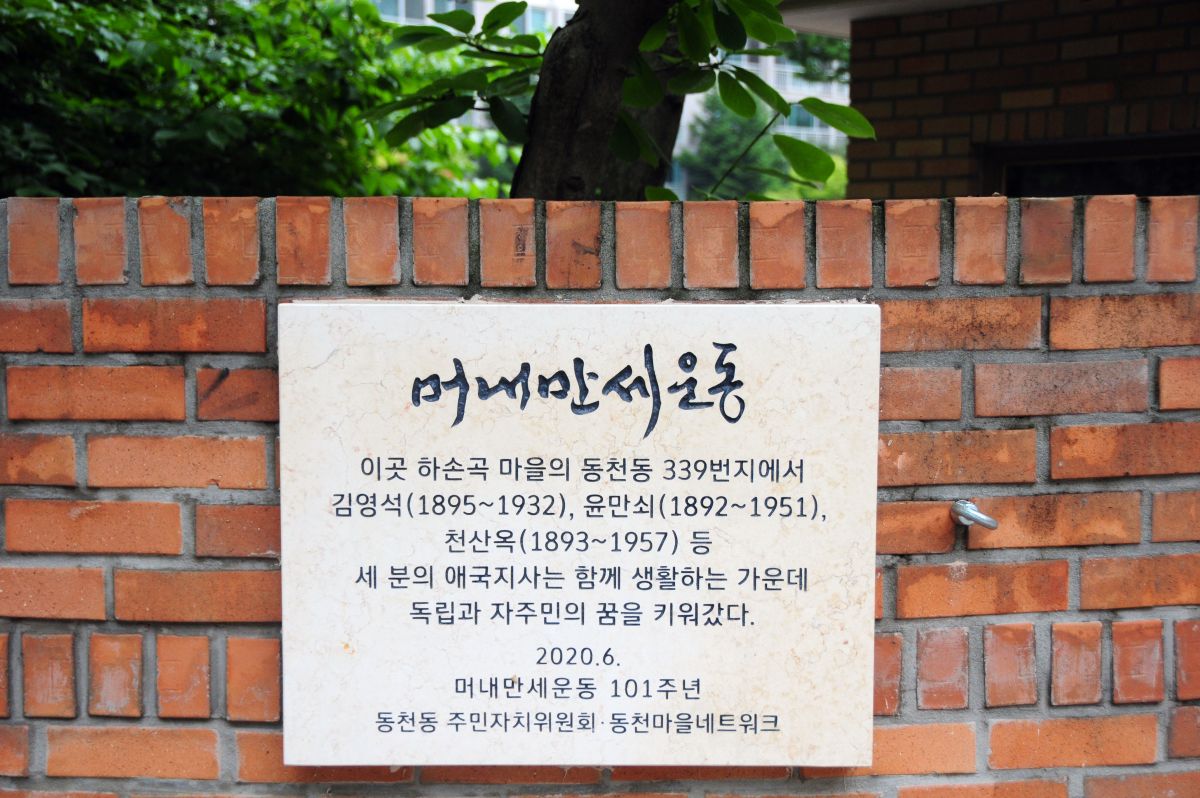 머내만세운동
이곳 하손곡 마을의 동천동 339번지에서
김영석(1895~1932), 윤만쇠(1892~1951),
천산옥(1893~1957) 등
세 분의 애국지사는 함께 생활하는 가운데
독립과 자주민의 꿈을 키워갔다.
2020.6.
머내만세운동 101주년
동천동 주민자치위원회·동천마을네트워크